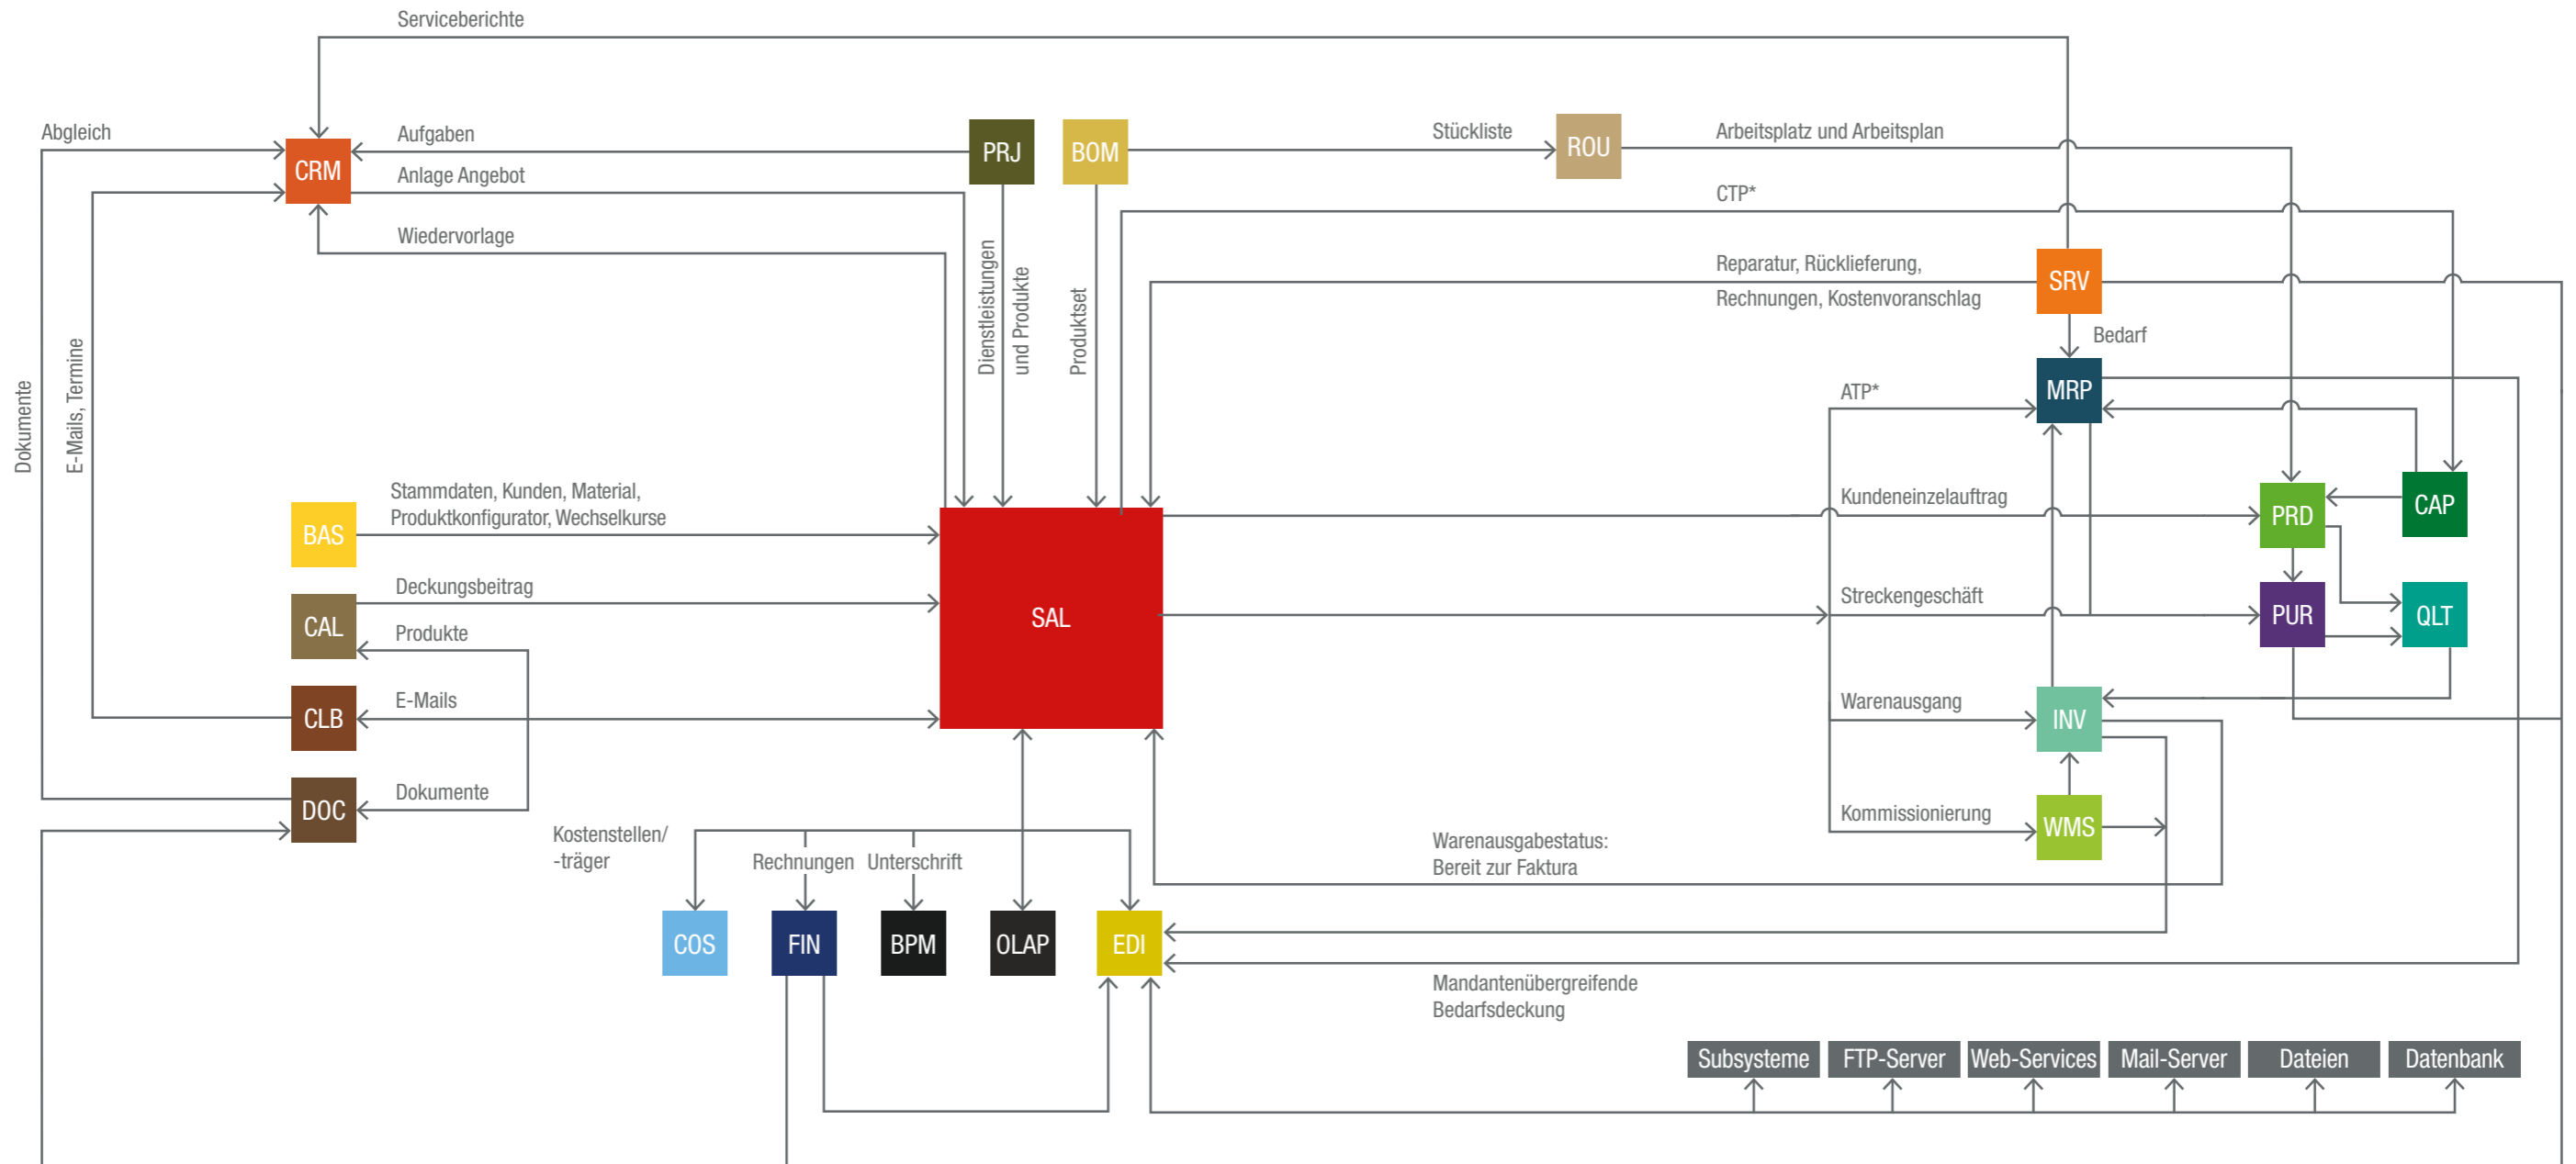 Serviceberichte
Abgleich
Aufgaben
Stückliste
Arbeitsplatz und Arbeitsplan
CRM
PRJ
BOM
ROU
Anlage Angebot
CTP*
Wiedervorlage
Dienstleistungen
und Produkte
Produktset
Reparatur, Rücklieferung,
Rechnungen, Kostenvoranschlag
SRV
Bedarf
Dokumente
E-Mails, Termine
ATP*
MRP
Stammdaten, Kunden, Material,
Produktkonfigurator, Wechselkurse
BAS
Kundeneinzelauftrag
PRD
CAP
Deckungsbeitrag
CAL
Produkte
SAL
Streckengeschäft
PUR
QLT
E-Mails
CLB
Warenausgang
INV
Dokumente
DOC
Kommissionierung
WMS
Kostenstellen/
-träger
Rechnungen
Unterschrift
Warenausgabestatus:
Bereit zur Faktura
COS
FIN
BPM
OLAP
EDI
Mandantenübergreifende
Bedarfsdeckung
Subsysteme
FTP-Server
Web-Services
Mail-Server
Dateien
Datenbank